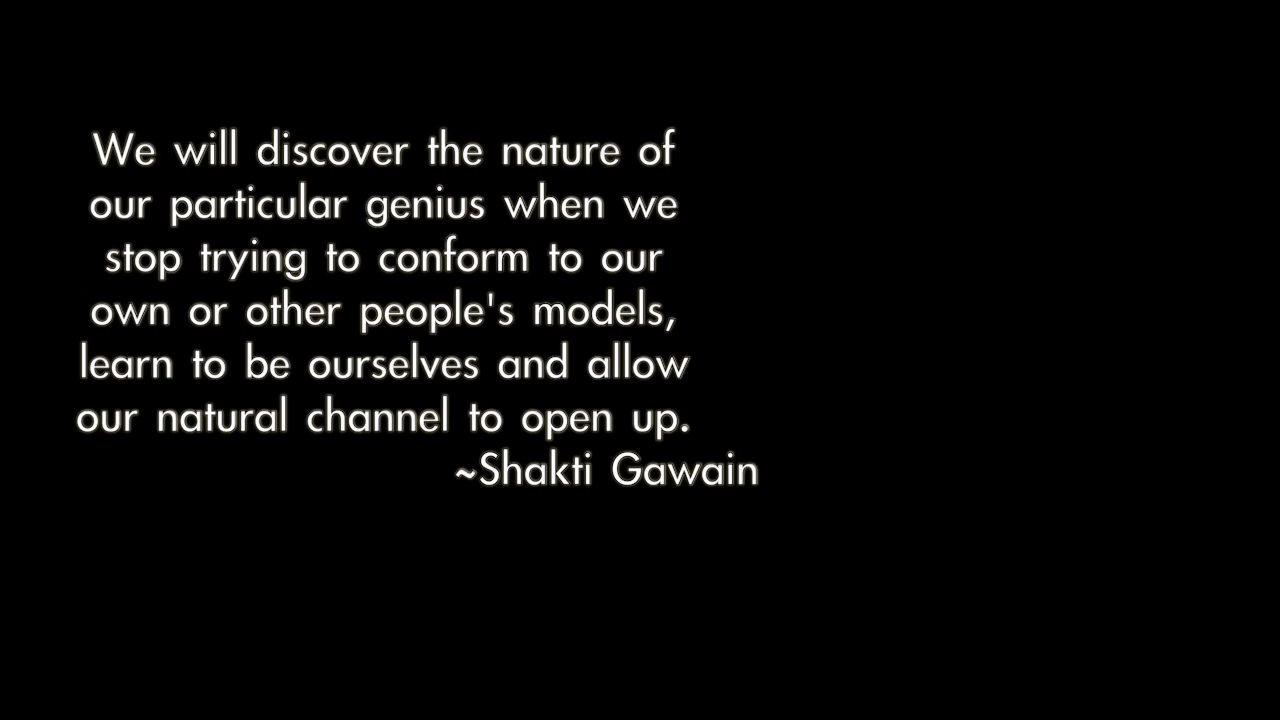 We will discover the nature of
our particular genius when we
stop trying to conform to our
own or other people's models,
learn to be ourselves and allow
our natural channel to open up.
~Shakti Gawain